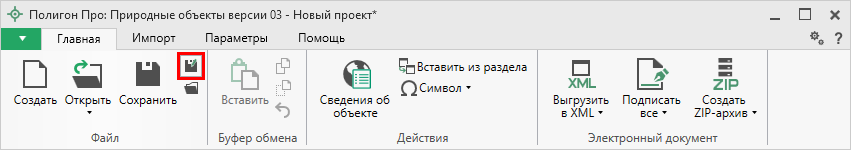 Полигон Про: Природные объекты версии 03 - Новый проект*
Главная Импорт Параметры Помощь
Создать Открыть Сохранить
Файл
Вставить
Буфер обмена
Сведения об
объекте
Вставить из раздела
Символ
Действия
XML
Выгрузить
в XML
Подписать
все
ZIP
Создать
ZIP-архив
Электронный документ